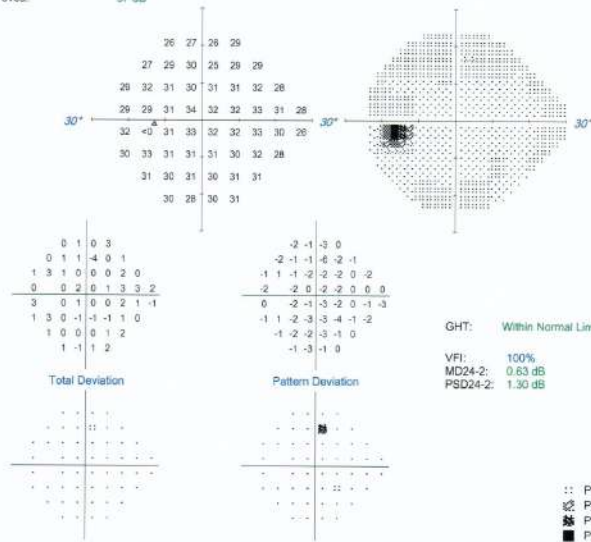 26 27 26 29
27 29 30 25 29 29
28 32 31 30 31 31 32 28
29 29 31 34 32 32 33 31 28
30° 30° 30°
32 <0 31 33 32 32 33 30 26
30 33 31 31 31 30 32 28
31 30 31 30 31 31
30 28 30 31
0 1 0 3
0 1 1 -4 0 1
1 3 1 0 0 0 2 0
0 0 2 0 1 3 3 2
3 0 1 0 0 2 1 -1
1 3 0 -1 -1 -1 1 0
1 0 0 0 1 2
1 -1 1 2
Total Deviation
-2 -1 -3 0
-2 -1 -1 -6 -2 -1
-1 1 -1 -2 -2 -2 0 -2
-2 -2 0 -2 -2 0 0 0
0 -2 -1 -3 -2 0 -1 -3
-1 1 -2 -3 -3 -4 -1 -2
-1 -2 -2 -3 -1 0
-1 -3 -1 0
Pattern Deviation
GHT: Within Normal Lim
VFI: 100%
MD24-2: 0.63 dB
PSD24-2: 1.30 dB
P
P
P
P